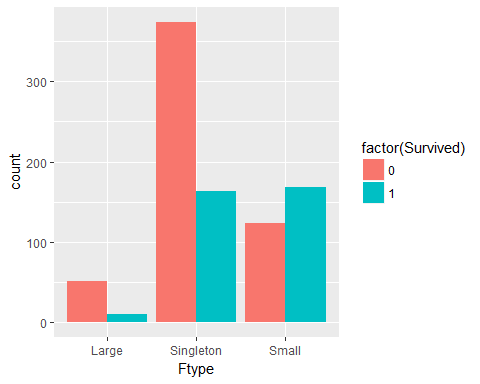 300
200
100
0
count
Large Singleton Small
Ftype
factor(Survived)
0
1